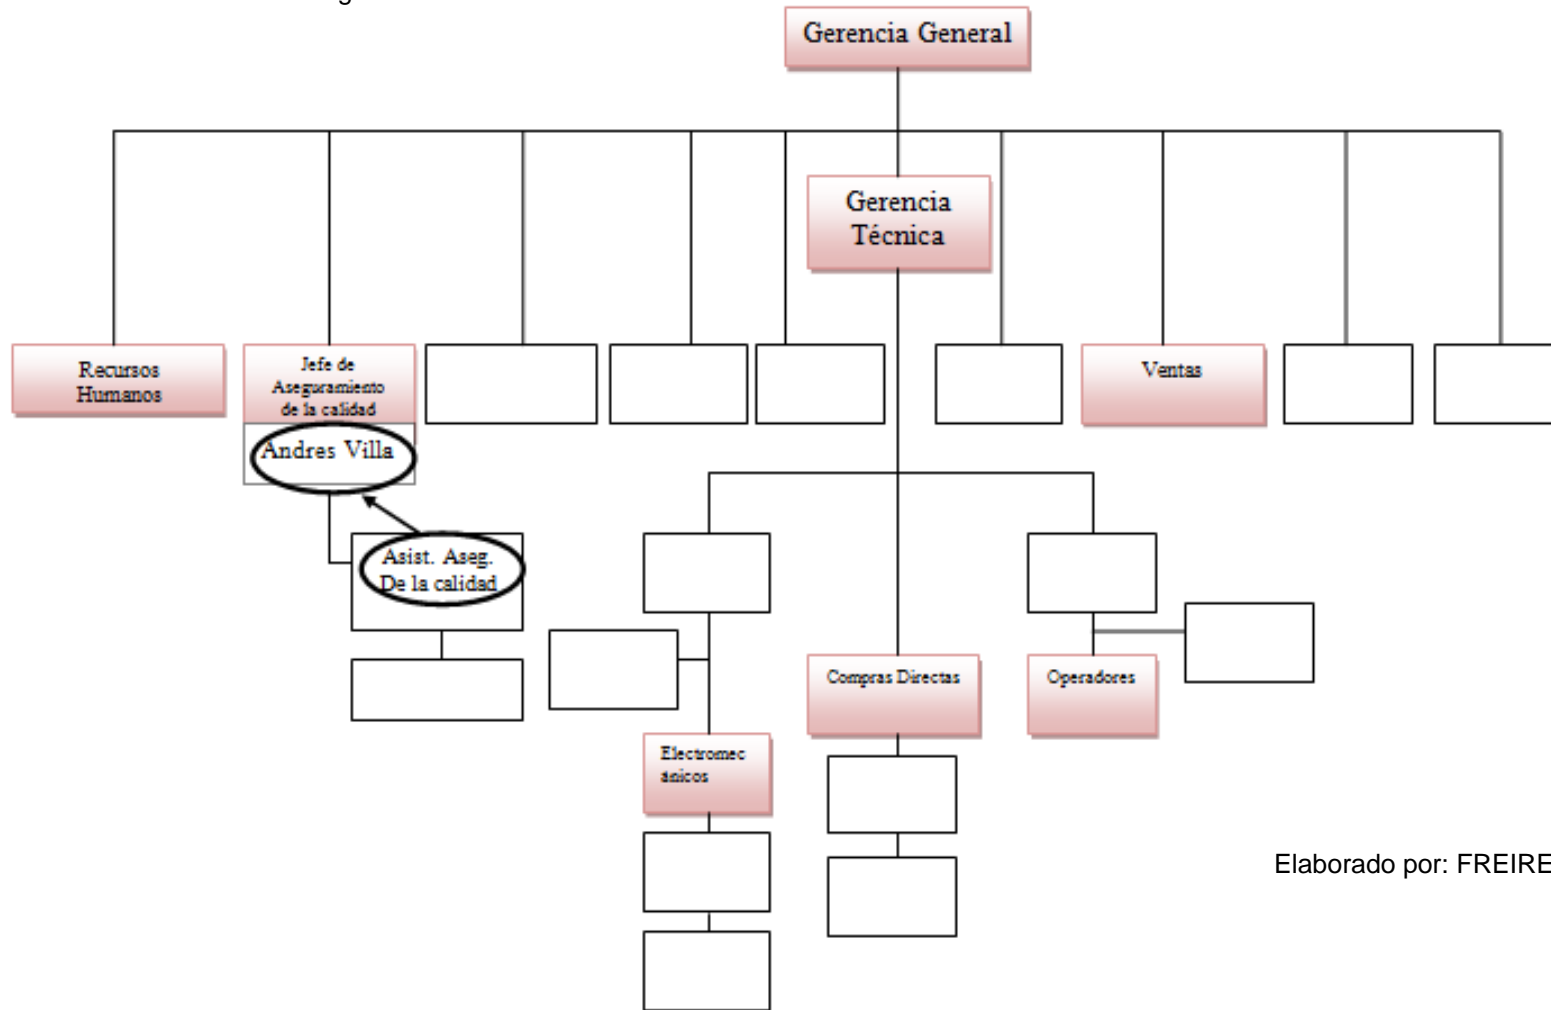 Gerencia General
Gerencia
Técnica
Recursos
Humanos
Jefe de
Aseguramiento
de la calidad
Andres Villa
Ventas
Asist. Aseg.
De la calidad
Compras Directas
Operadores
Electromec
ánicos
Elaborado por: FREIRE